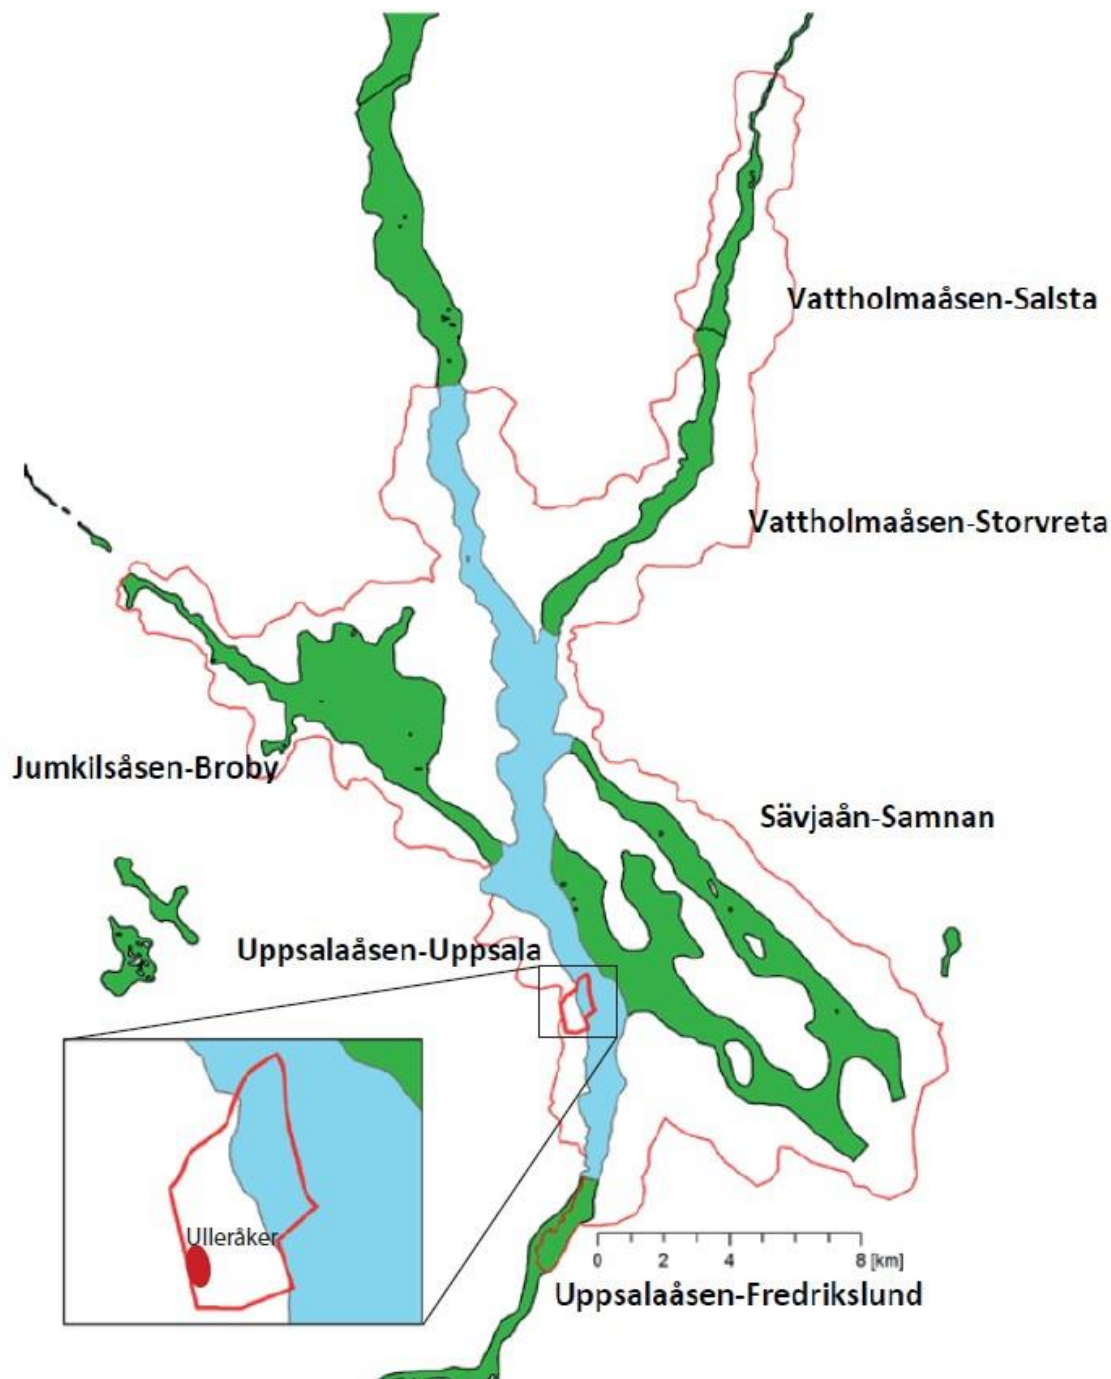 Vattholmaåsen-Salsta
Vattholmaåsen-Storvreta
Jumkilsåsen-Broby
Sävjaån-Samnan
Uppsalaåsen-Uppsala
Ulleråker
0 2 4 8 [km]
Uppsalaåsen-Fredrikslund